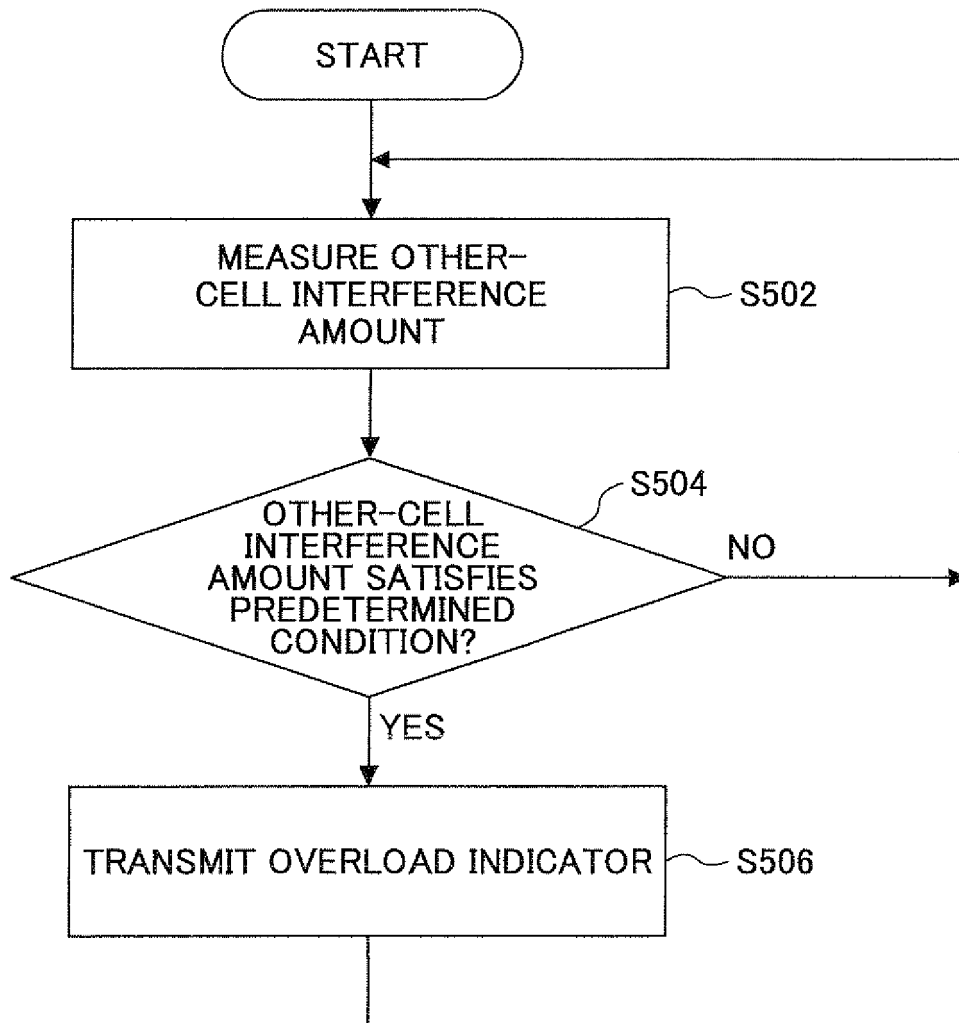 START
MEASURE OTHER-
CELL INTERFERENCE
AMOUNT
S502
S504
OTHER-CELL
INTERFERENCE
AMOUNT SATISFIES
PREDETERMINED
CONDITION?
NO
YES
TRANSMIT OVERLOAD INDICATOR
S506